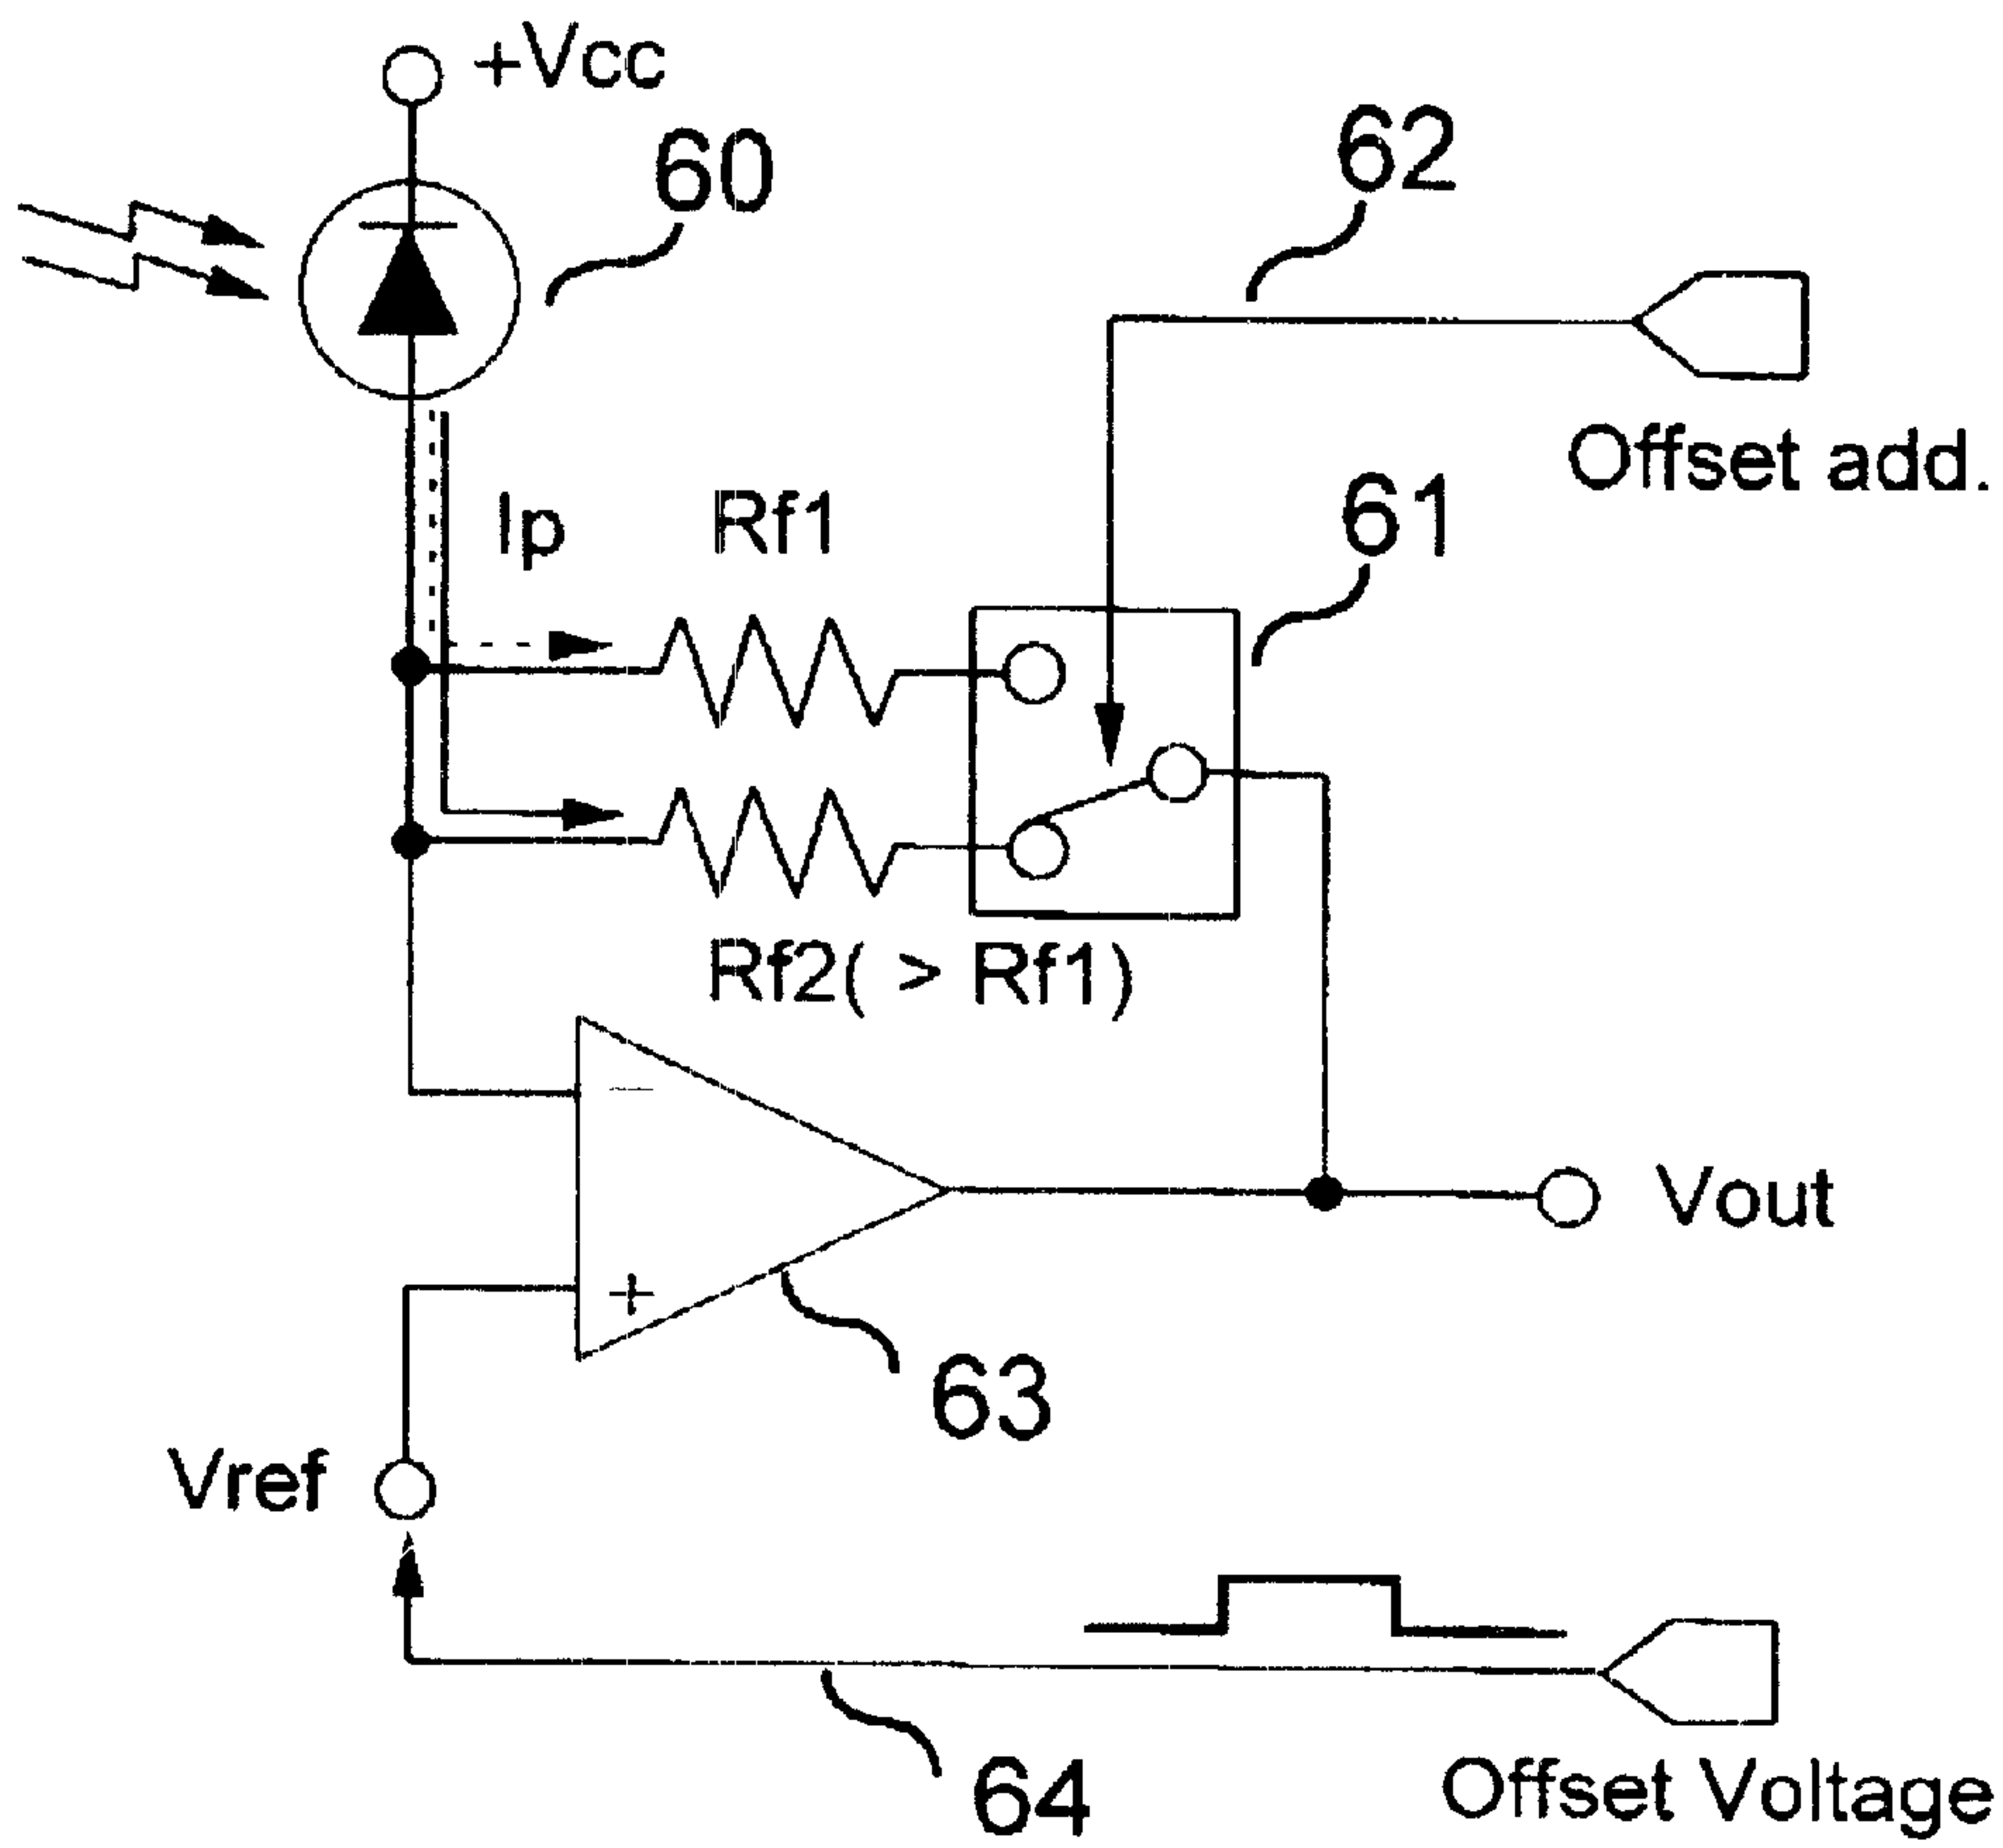 +Vcc
60
62
Offset add.
61
Ip
Rf1
Rf2( > Rf1)
−
+
Vout
63
Vref
64
Offset Voltage